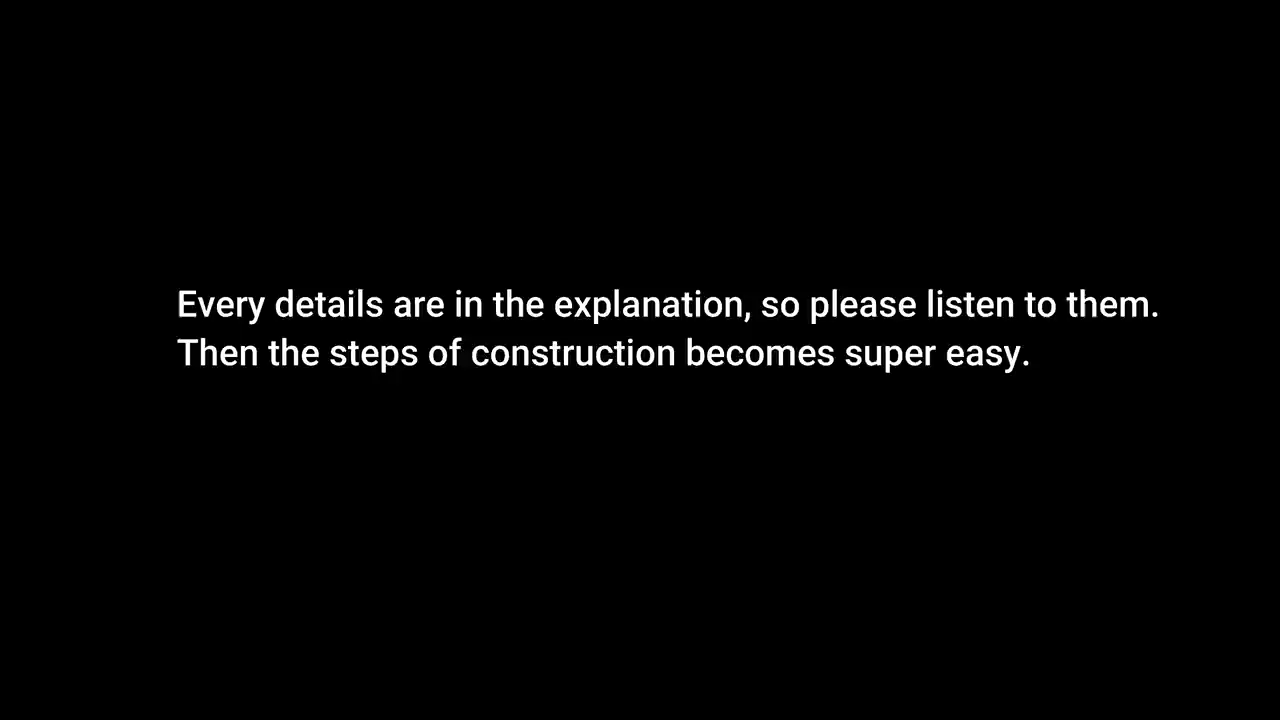 Every details are in the explanation, so please listen to them.
Then the steps of construction becomes super easy.